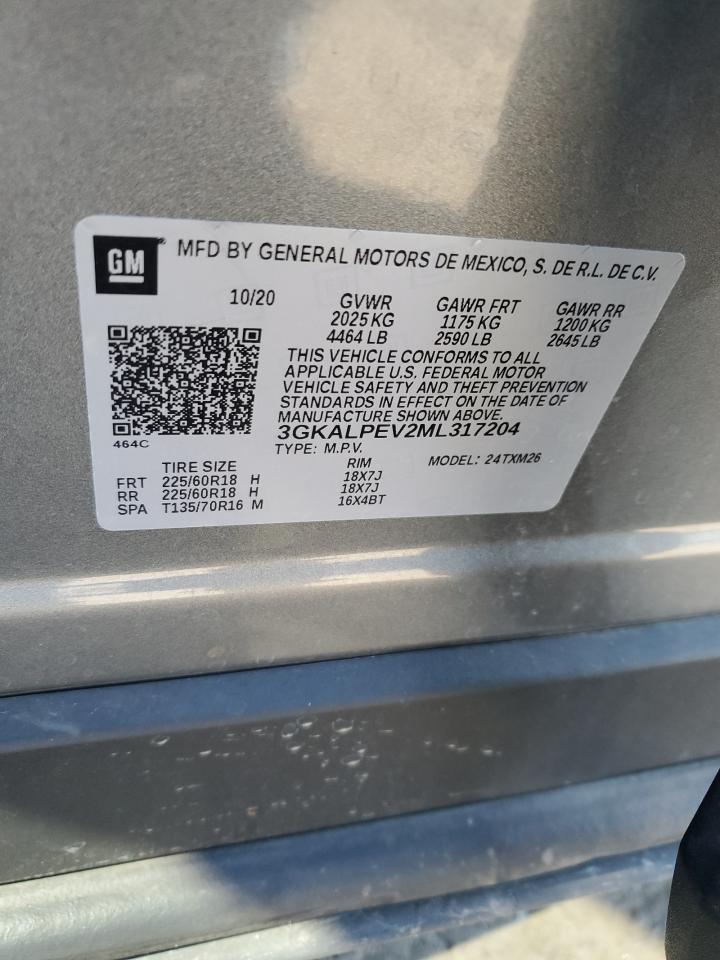 GM ® MFD BY GENERAL MOTORS DE MEXICO, S. DE R.L. DE C.V.
10/20 GVWR GAWR FRT GAWR RR
2025 KG 1175 KG 1200 KG
4464 LB 2590 LB 2645 LB
THIS VEHICLE CONFORMS TO ALL
APPLICABLE U.S. FEDERAL MOTOR
VEHICLE SAFETY AND THEFT PREVENTION
STANDARDS IN EFFECT ON THE DATE OF
MANUFACTURE SHOWN ABOVE.
464C 3GKALPEV2ML317204
TYPE: M.P.V. MODEL: 24TXM26
TIRE SIZE RIM
FRT 225/60R18 H 18X7J
RR 225/60R18 H 18X7J
SPA T135/70R16 M 16X4BT